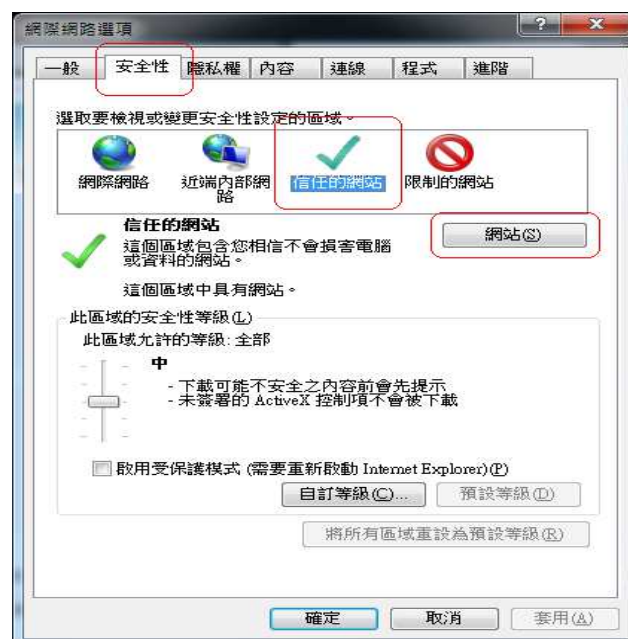 網際網路選項
一般 安全性 隱私權 內容 連線 程式 進階
選取要檢視或變更安全性設定的區域。
網際網路 近端內部網路 信任的網站 限制的網站
信任的網站
網站(S)
這個區域包含您相信不會損害電腦
或資料的網站。
這個區域中具有網站。
此區域的安全性等級(L)
此區域允許的等級: 全部
中
- 下載可能不安全之內容前會先提示
- 未簽署的 ActiveX 控制項不會被下載
啟用受保護模式 (需要重新啟動 Internet Explorer)(P)
自訂等級(C)... 預設等級(D)
將所有區域重設為預設等級(R)
確定 取消 套用(A)